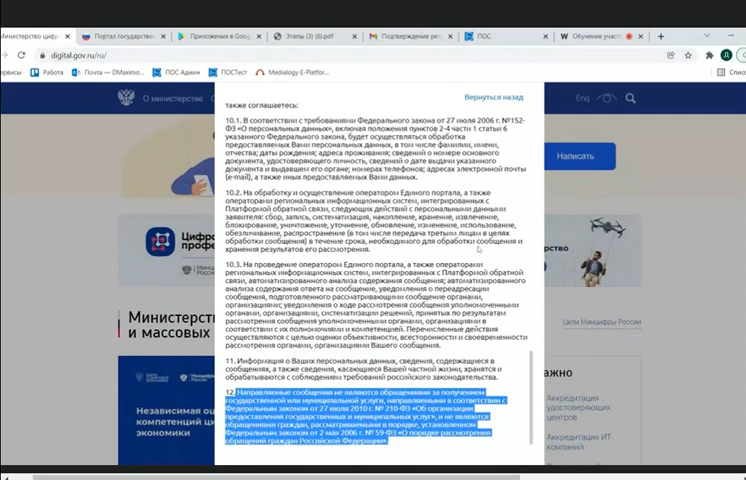 Министерство цифр
Портал государствен
Приложения в Goog
Этапы (3) (6).pdf
Подтверждение рег
ПОС
Обучение участ
digital.gov.ru/ru/
рвисы
Работа
Почта — DMaximo...
ПОС Админ
ПОСТест
Medialogy E-Platfor...
Списо
О министерстве
Eng
Вернуться назад
также соглашаетесь:
10.1. В соответствии с требованиями Федерального закона от 27 июля 2006 г. №152-
ФЗ «О персональных данных», включая положения пунктов 2-4 части 1 статьи 6
указанного Федерального закона, будет осуществляться обработка
предоставляемых Вами персональных данных, в том числе фамилии, имени,
отчества; даты рождения; адреса проживания; сведений о номере основного
документа, удостоверяющего личность, сведений о дате выдачи указанного
документа и выдавшем его органе; номерах телефонов; адресах электронной почты
(e-mail), а также иных предоставляемых Вами данных.
10.2. На обработку и осуществление оператором Единого портала, а также
операторами региональных информационных систем, интегрированных с
Платформой обратной связи, следующих действий с персональными данными
заявителя: сбор, запись, систематизация, накопление, хранение, извлечение,
блокирование, уничтожение, уточнение, обновление, изменение, использование,
обезличивание, распространение (в том числе передача третьим лицам в целях
обработки сообщения) в течение срока, необходимого для обработки сообщения и
хранения результатов его рассмотрения.
10.3. На проведение оператором Единого портала, а также операторами
региональных информационных систем, интегрированных с Платформой обратной
связи, автоматизированного анализа содержания сообщения; автоматизированного
анализа содержания ответа на сообщение, уведомления о переадресации
сообщения, подготовленного рассматривающими сообщение органами,
организациями; уведомления о ходе рассмотрения сообщения уполномоченными
органами, организациями, систематизации решений, принятых по результатам
рассмотрения сообщения уполномоченными органами, организациями в
соответствии с их полномочиями и компетенцией. Перечисленные действия
осуществляются с целью оценки объективности, всесторонности и своевременности
рассмотрения органами, организациями Вашего сообщения.
11. Информация о Ваших персональных данных, сведения, содержащиеся в
сообщениях, а также сведения, касающиеся Вашей частной жизни, хранятся и
обрабатываются с соблюдением требований российского законодательства.
12. Направляемые сообщения не являются обращениями за получением
государственной или муниципальной услуги, направляемыми в соответствии с
Федеральным законом от 27 июля 2010 г. № 210-ФЗ «Об организации
предоставления государственных и муниципальных услуг», и не являются
обращениями граждан, рассматриваемыми в порядке, установленном
Федеральным законом от 2 мая 2006 г. № 59-ФЗ «О порядке рассмотрения
обращений граждан Российской Федерации».
Написать
Цифр
профе
Минцифры
России
рство
Министерс
и массовых
Цели Минцифры России
МИНЦИФРЫ
РОССИИ
Независимая оц
компетенций ци
экономики
ажно
Аккредитация
удостоверяющих
центров
Аккредитация ИТ-
компаний